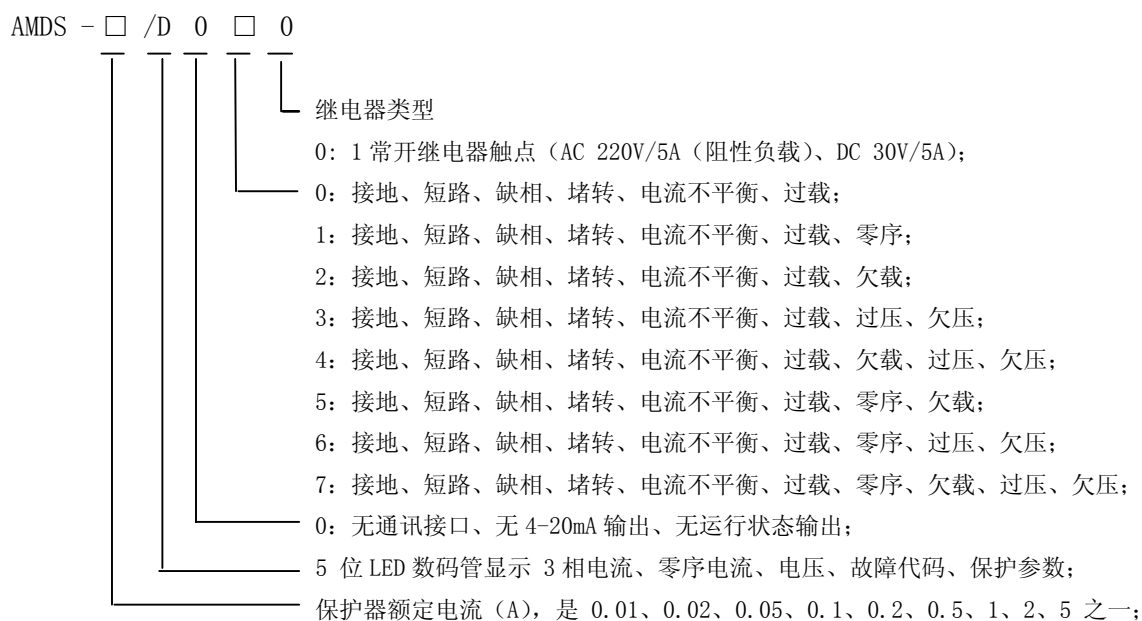 AMDS - □ /D 0 □ 0
继电器类型
0: 1常开继电器触点（AC 220V/5A（阻性负载）、DC 30V/5A）；
0：接地、短路、缺相、堵转、电流不平衡、过载；
1：接地、短路、缺相、堵转、电流不平衡、过载、零序；
2：接地、短路、缺相、堵转、电流不平衡、过载、欠载；
3：接地、短路、缺相、堵转、电流不平衡、过载、过压、欠压；
4：接地、短路、缺相、堵转、电流不平衡、过载、欠载、过压、欠压；
5：接地、短路、缺相、堵转、电流不平衡、过载、零序、欠载；
6：接地、短路、缺相、堵转、电流不平衡、过载、零序、过压、欠压；
7：接地、短路、缺相、堵转、电流不平衡、过载、零序、欠载、过压、欠压；
0：无通讯接口、无 4-20mA 输出、无运行状态输出；
5 位 LED 数码管显示 3 相电流、零序电流、电压、故障代码、保护参数；
保护器额定电流（A），是 0.01、0.02、0.05、0.1、0.2、0.5、1、2、5 之一；